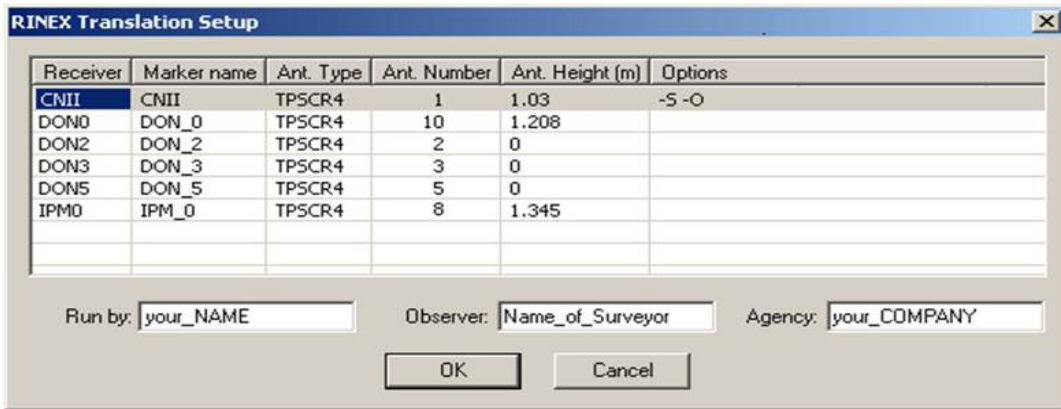 RINEX Translation Setup
Receiver Marker name Ant. Type Ant. Number Ant. Height (m) Options
CNII CNII TPSCR4 1 1.03 -S -O
DON0 DON_0 TPSCR4 10 1.208
DON2 DON_2 TPSCR4 2 0
DON3 DON_3 TPSCR4 3 0
DON5 DON_5 TPSCR4 5 0
IPM0 IPM_0 TPSCR4 8 1.345
Run by: your_NAME Observer: Name_of_Surveyor Agency: your_COMPANY
OK Cancel